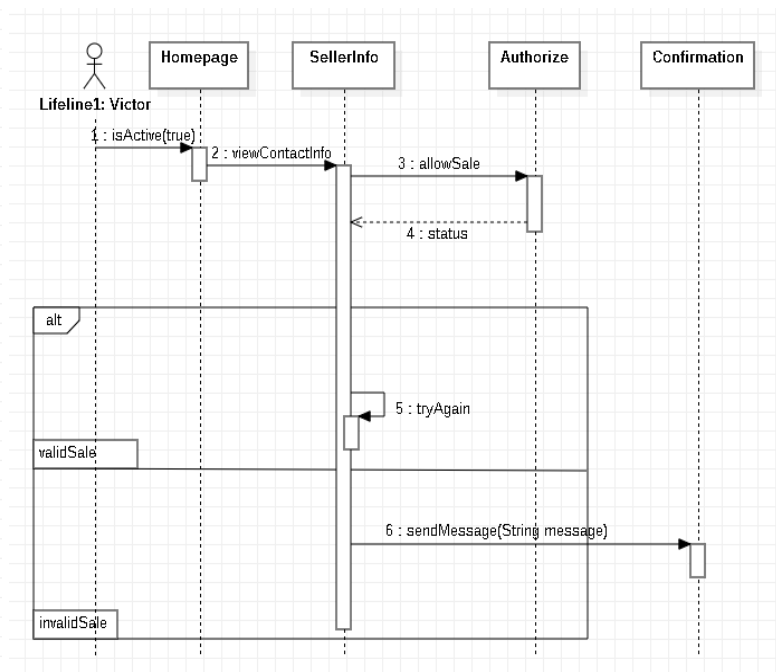 Homepage
SellerInfo
Authorize
Confirmation
Lifeline1: Victor
1 : isActive(true)
2 : viewContactInfo
3 : allowSale
4 : status
alt
5 : tryAgain
validSale
6 : sendMessage(String message)
invalidSale